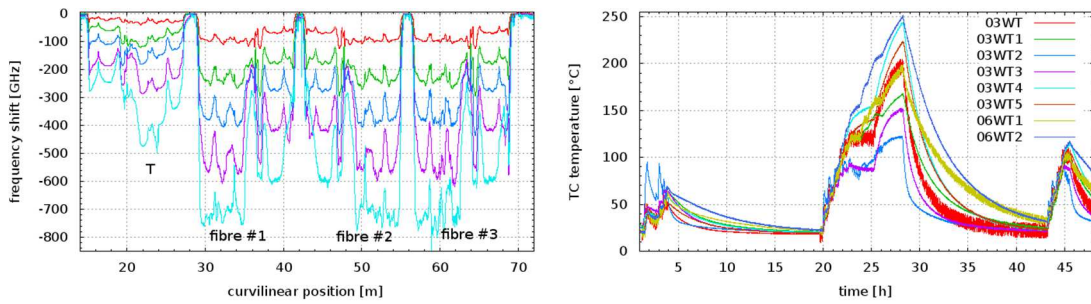 0
-100
-200
-300
-400
-500
-600
-700
-800
frequency shift [GHz]
T
fibre #1
fibre #2
fibre #3
20 30 40 50 60 70
curvilinear position [m]
250
200
150
100
50
0
TC temperature [°C]
03WT
03WT1
03WT2
03WT3
03WT4
03WT5
06WT1
06WT2
5 10 15 20 25 30 35 40 45
time [h]